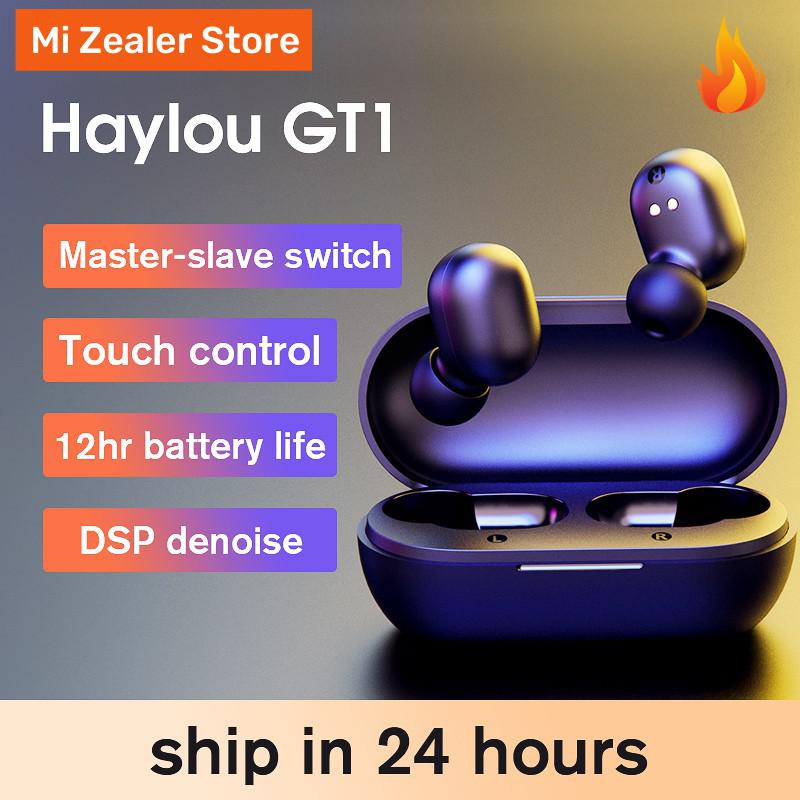 Mi Zealer Store
Haylou GT1
Master-slave switch
Touch control
12hr battery life
DSP denoise
R
L
R
ship in 24 hours